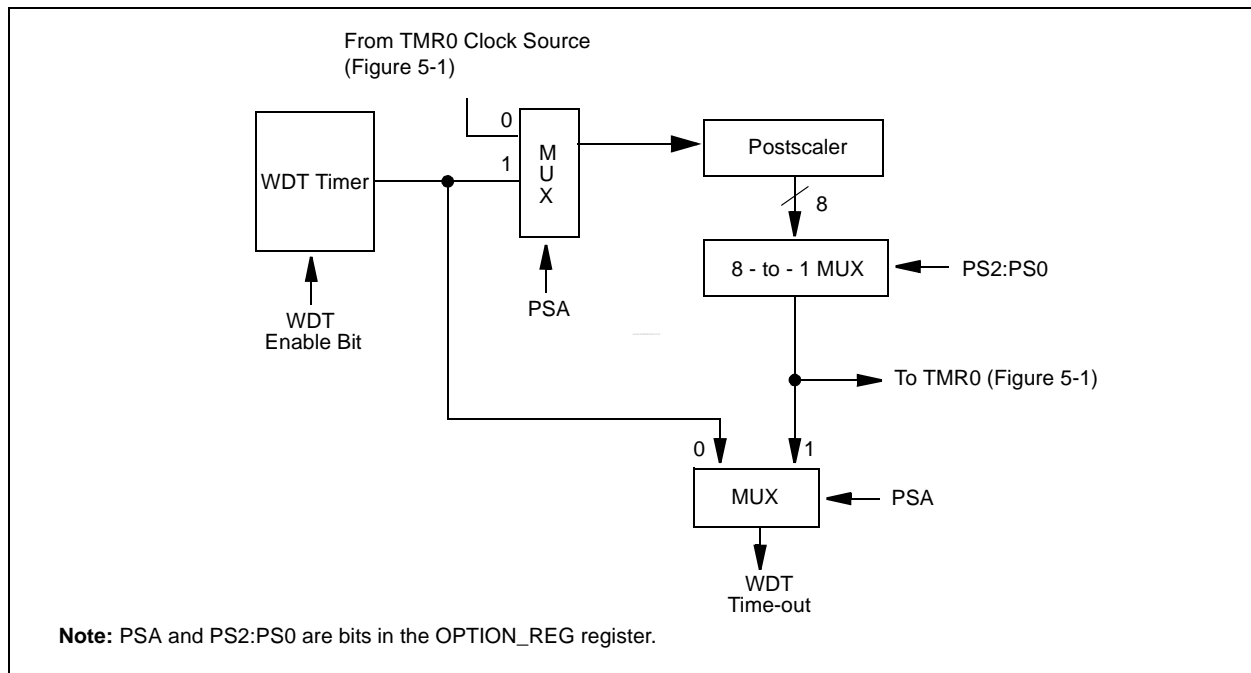 From TMR0 Clock Source
(Figure 5-1)
0
1
M
U
X
WDT Timer
Postscaler
8
8 - to - 1 MUX
PS2:PS0
PSA
WDT
Enable Bit
To TMR0 (Figure 5-1)
0
1
MUX
PSA
WDT
Time-out
Note: PSA and PS2:PS0 are bits in the OPTION_REG register.